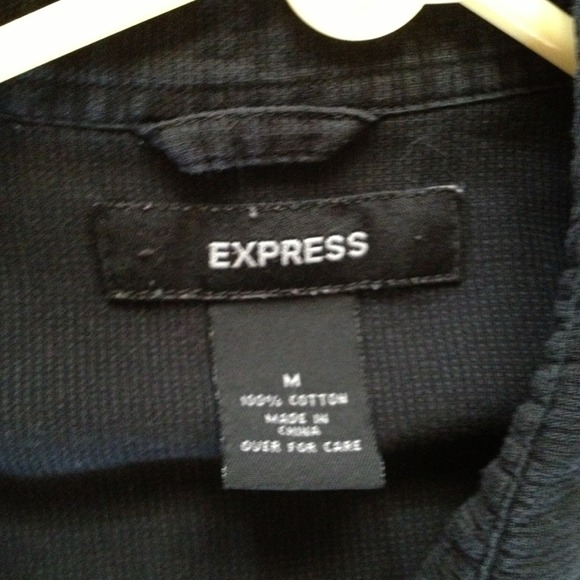 EXPRESS
M
100% COTTON
MADE IN
CHINA
OVER FOR CARE